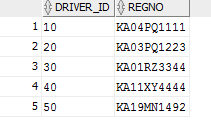 DRIVER_ID REGNO
1 10 KA04PQ1111
2 20 KA03PQ1223
3 30 KA01RZ3344
4 40 KA11XY4444
5 50 KA19MN1492